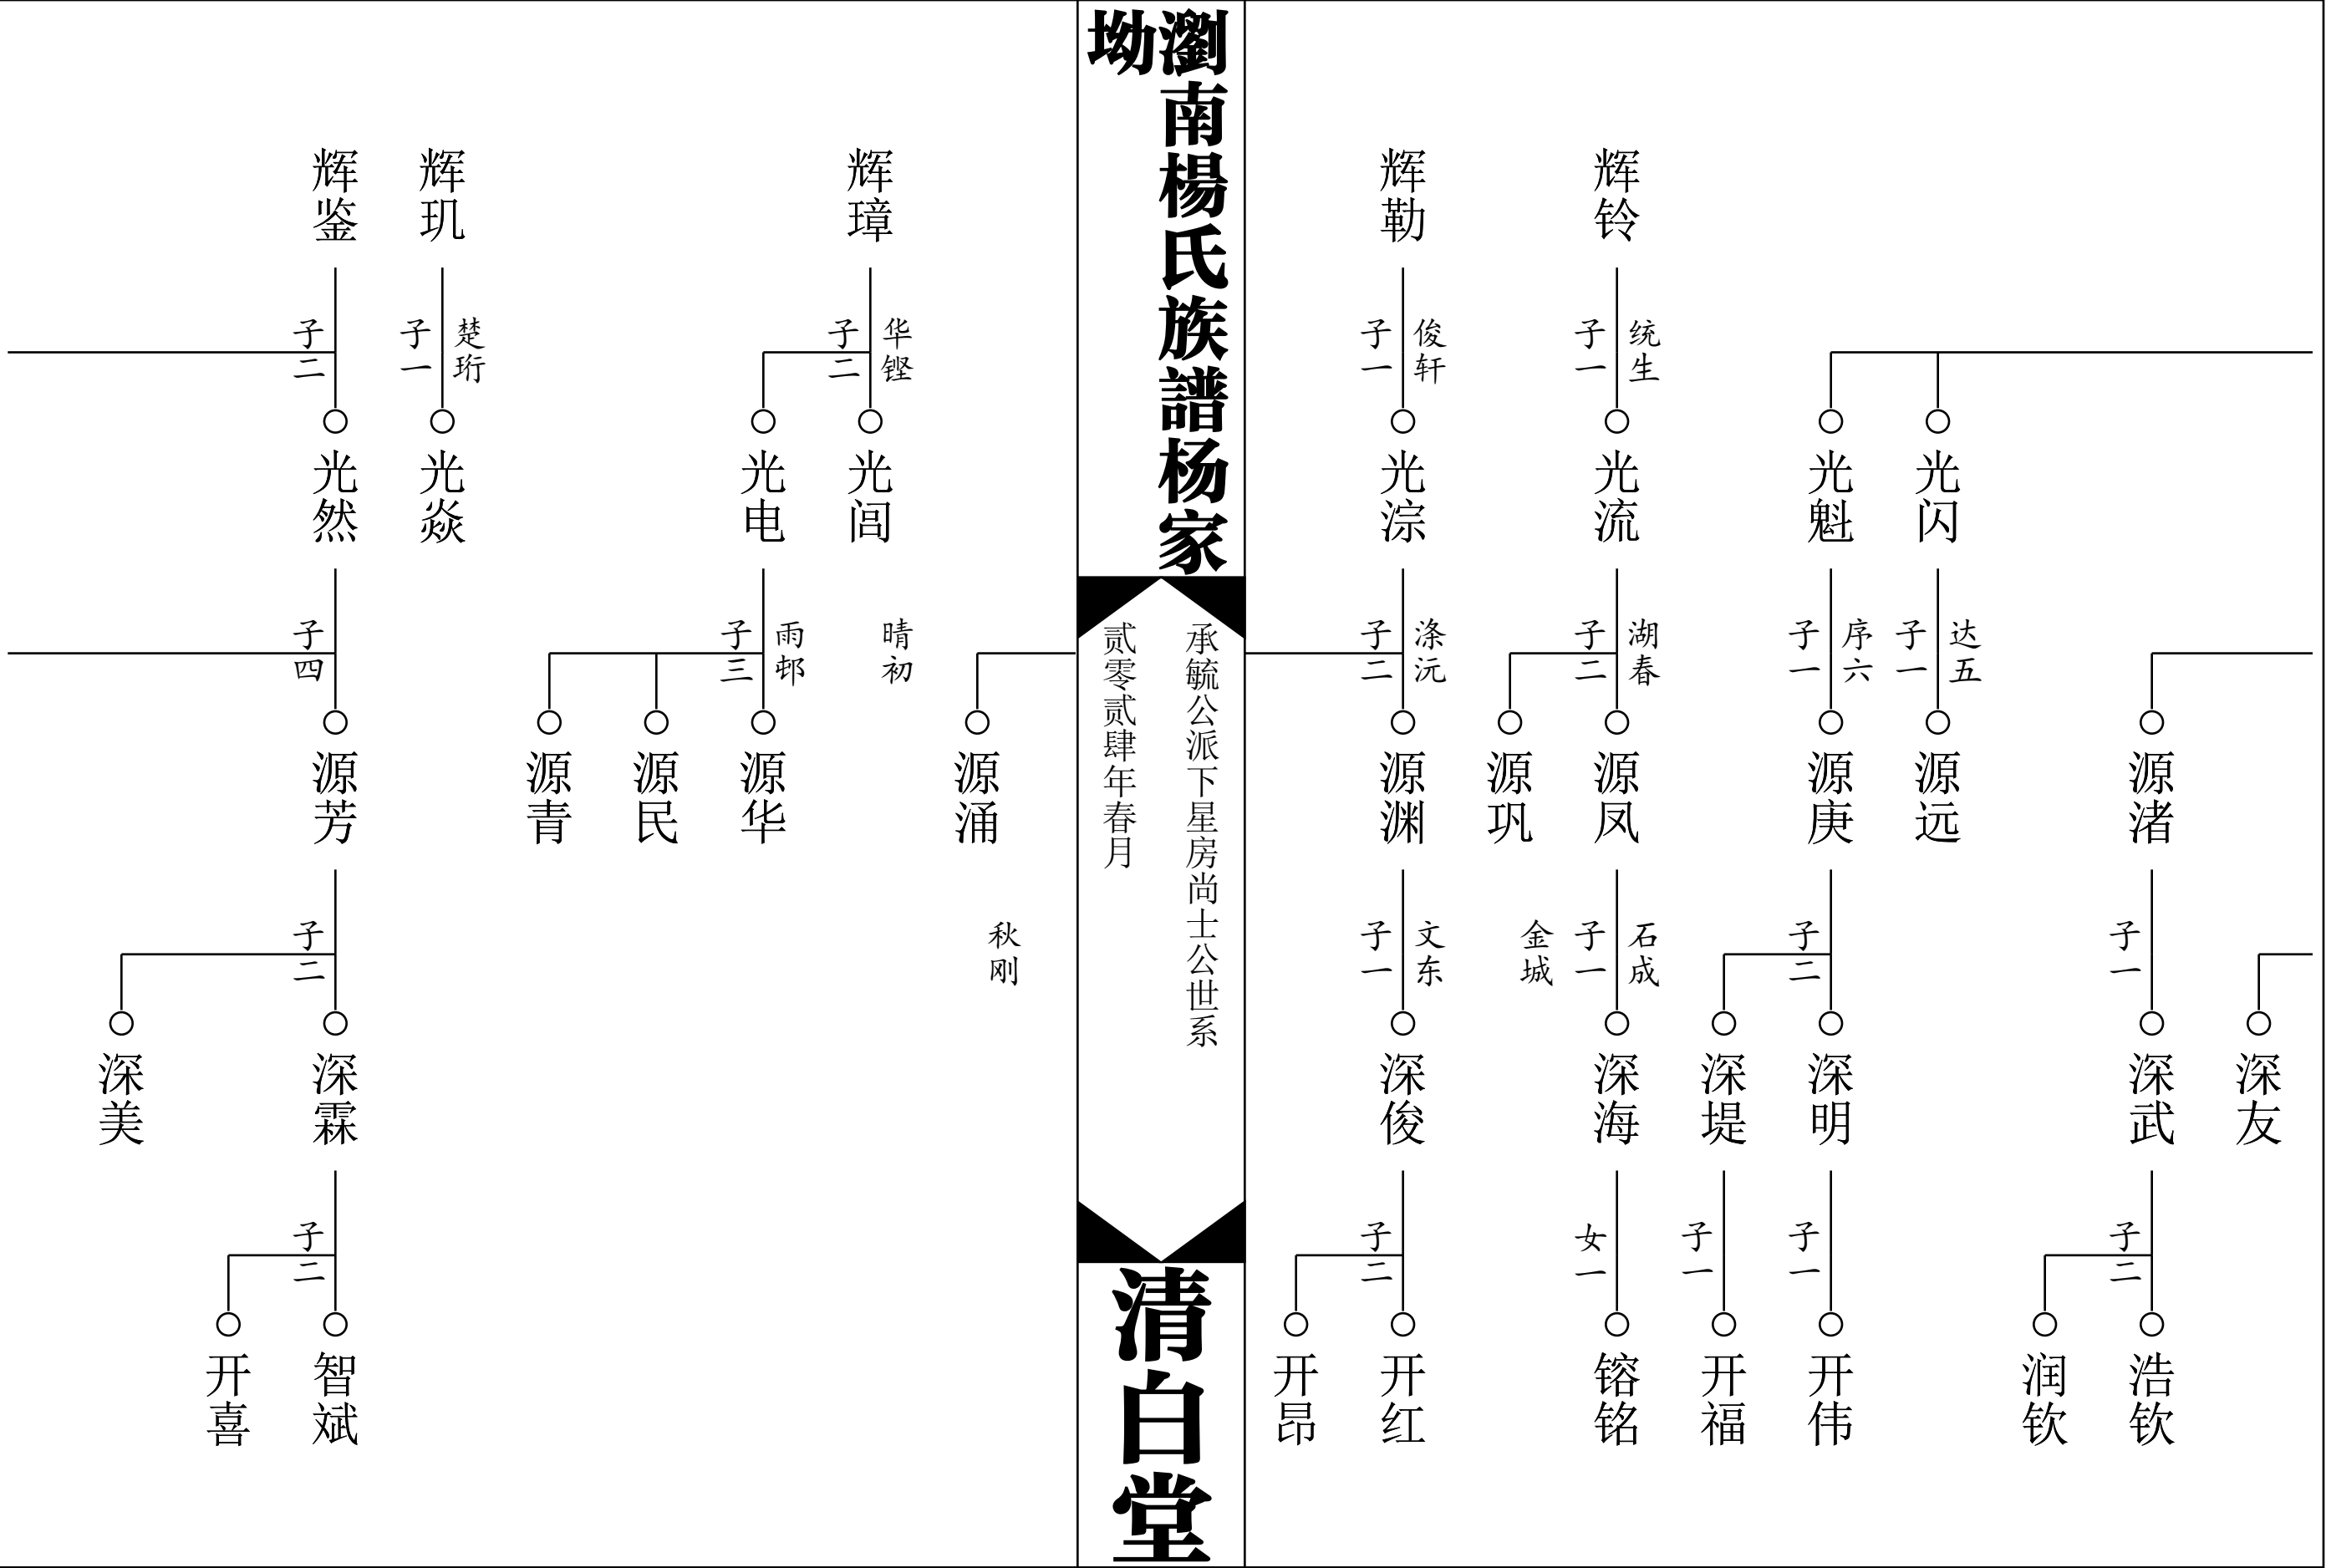 辉铃
辉勒
统生
子一
俊轩
子一
光闪
光魁
光流
光淙
达五
子一
序六
子一
湖春
子二
涤沅
子二
源渚
源远
源庚
源凤
源巩
源渊
子一
子二
石成
子一
金城
文东
子一
深友
深武
深明
深堤
深海
深俊
子二
子一
子一
女一
子二
浩钦
润钦
开伟
开福
镕铭
开红
开昂
瀏南楊氏族譜杨家
坳
承毓公派下星房尚士公世系
贰零贰肆年春月
清白堂
辉璋
辉玑
辉鉴
华铿
子二
楚珩
子一
子二
光闾
光电
光焱
光然
晴初
雨邨
子三
子四
源涌
源华
源民
源青
源芳
秋刚
子二
深霖
深美
子二
智斌
开喜